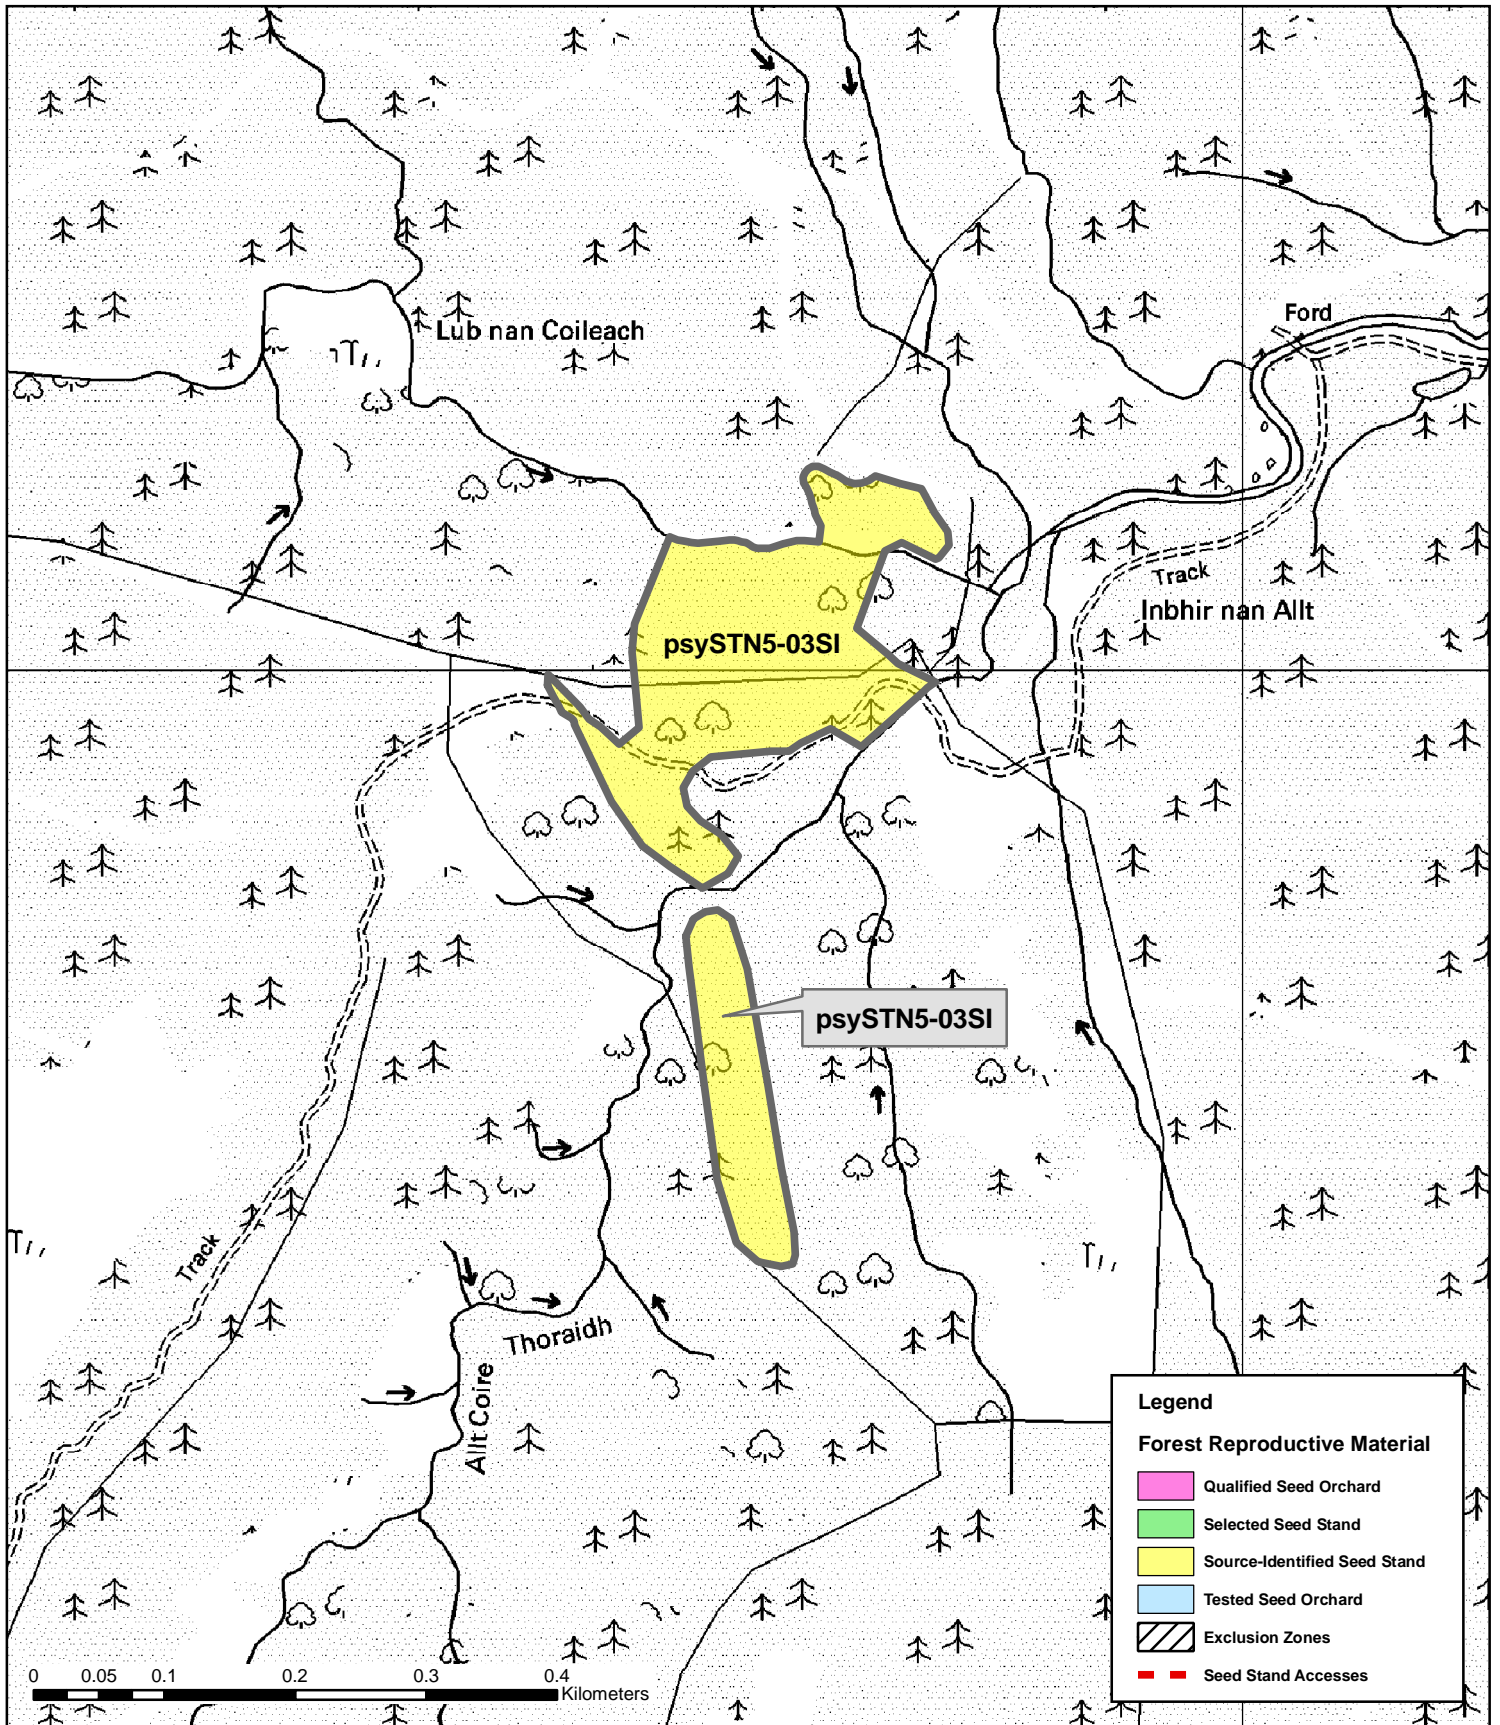 Lub nan Coileach
Ford
Track
Inbhir nan Allt
psySTN5-03SI
psySTN5-03SI
Track
Thoraidh
Allt Coire
Legend
Forest Reproductive Material
Qualified Seed Orchard
Selected Seed Stand
Source-Identified Seed Stand
Tested Seed Orchard
Exclusion Zones
Seed Stand Accesses
0 0.05 0.1 0.2 0.3 0.4
Kilometers